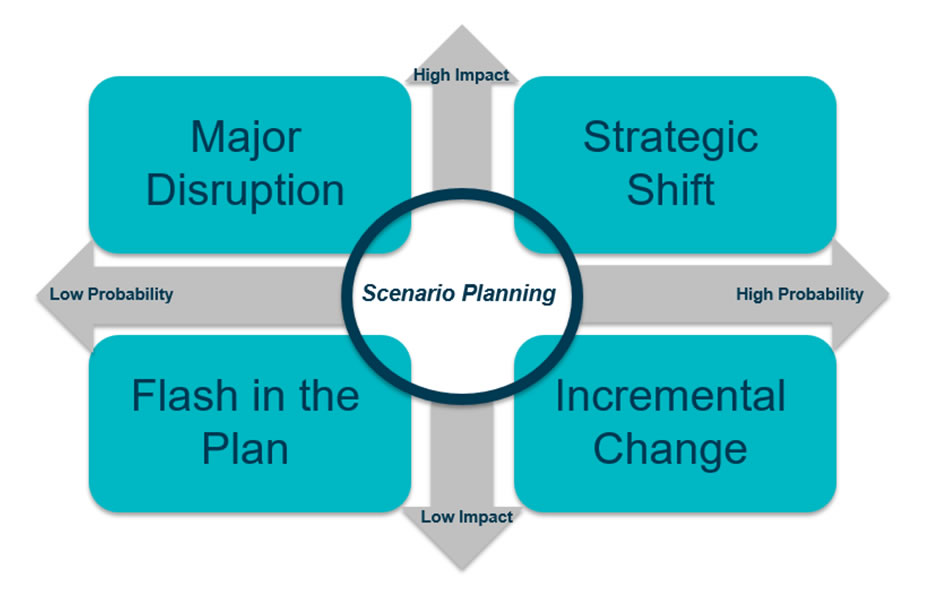 High Impact
Major
Disruption
Strategic
Shift
Low Probability
Scenario Planning
High Probability
Flash in the
Plan
Incremental
Change
Low Impact